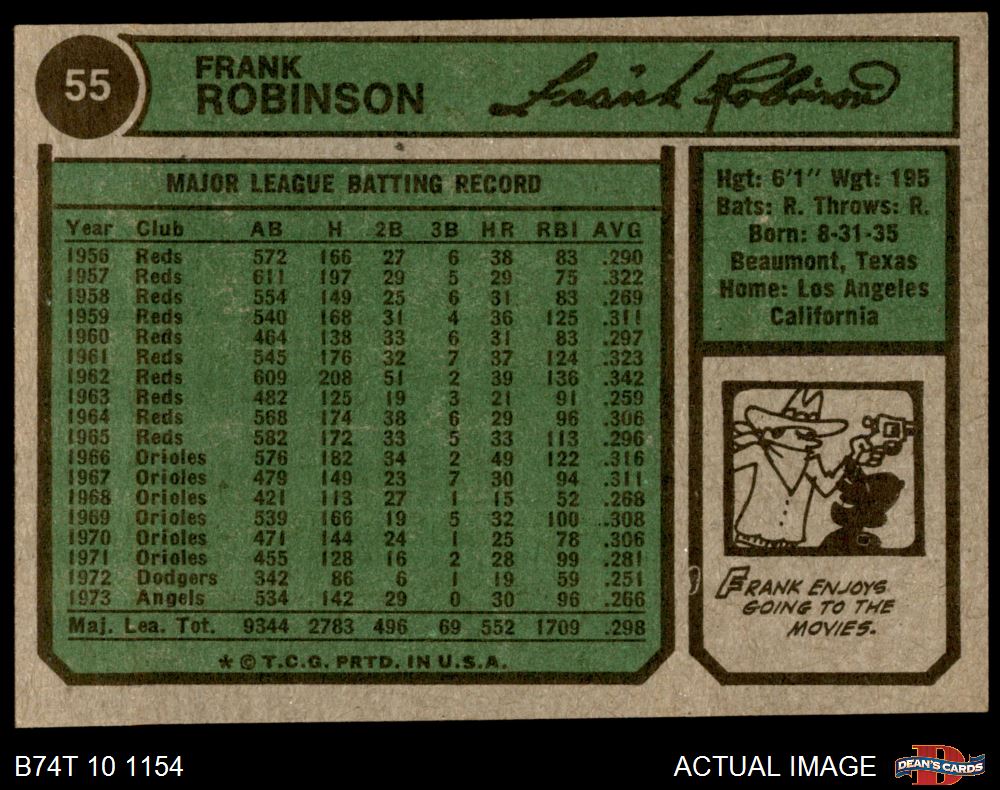 55
FRANK
ROBINSON
Frank Robinson
MAJOR LEAGUE BATTING RECORD
Year Club AB H 2B 3B HR RBI AVG
1956 Reds 572 166 27 6 38 83 .290
1957 Reds 611 197 29 5 29 75 .322
1958 Reds 554 149 25 6 31 83 .269
1959 Reds 540 168 31 4 36 125 .311
1960 Reds 464 138 33 6 31 83 .297
1961 Reds 545 176 32 7 37 124 .323
1962 Reds 609 208 51 2 39 136 .342
1963 Reds 482 125 19 3 21 91 .259
1964 Reds 568 174 38 6 29 96 .306
1965 Reds 582 172 33 5 33 113 .296
1966 Orioles 576 182 34 2 49 122 .316
1967 Orioles 479 149 23 7 30 94 .311
1968 Orioles 421 113 27 1 15 52 .268
1969 Orioles 539 166 19 5 32 100 .308
1970 Orioles 471 144 24 1 25 78 .306
1971 Orioles 455 128 16 2 28 99 .281
1972 Dodgers 342 86 6 1 19 59 .251
1973 Angels 534 142 29 0 30 96 .266
Maj. Lea. Tot. 9344 2783 496 69 552 1709 .298
* © T.C.G. PRTD. IN U.S.A.
Hgt: 6'1" Wgt: 195
Bats: R. Throws: R.
Born: 8-31-35
Beaumont, Texas
Home: Los Angeles
California
FRANK ENJOYS
GOING TO THE
MOVIES.
B74T 10 1154
ACTUAL IMAGE
DEAN'S CARDS